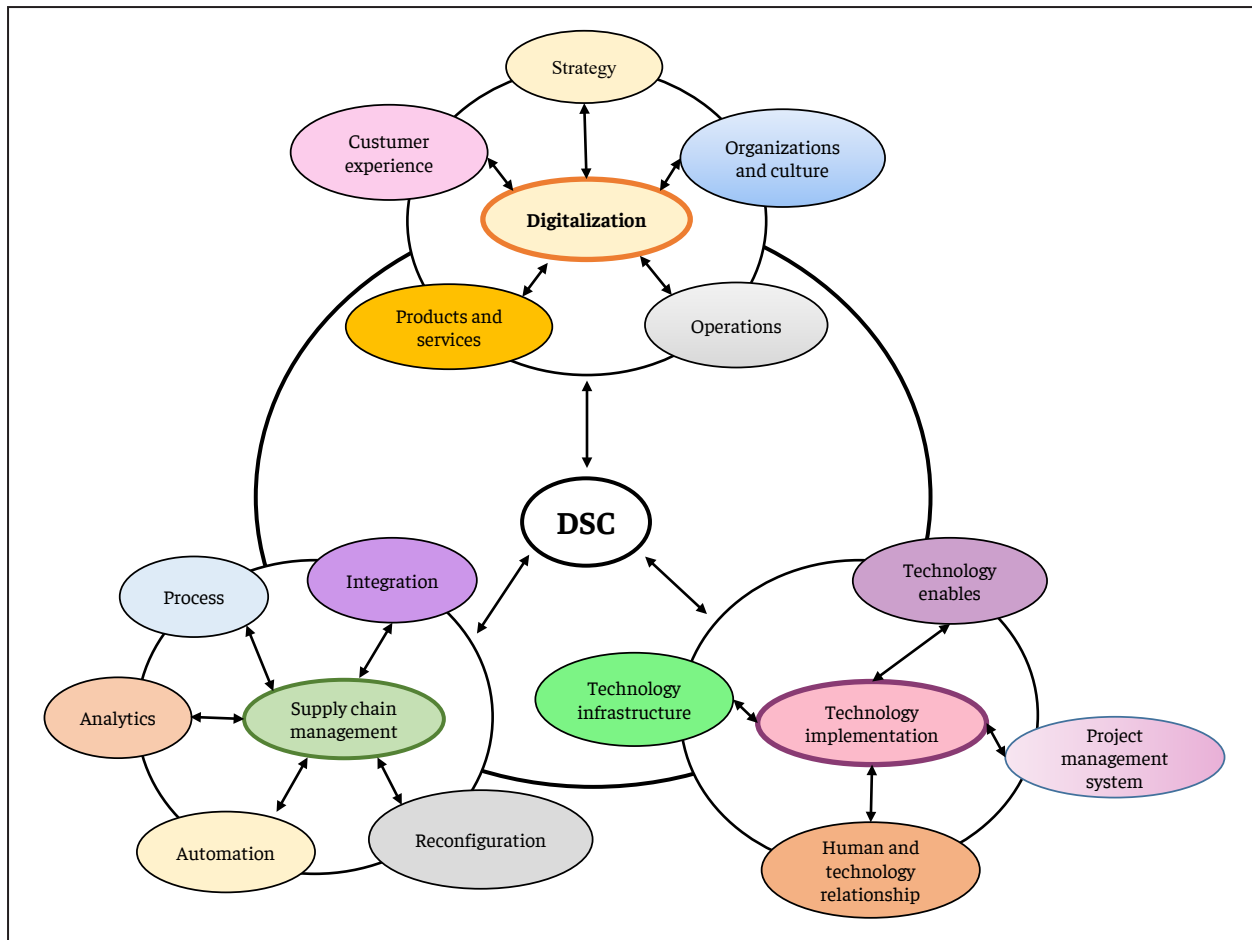 Strategy
Custumer
experience
Organizations
and culture
Digitalization
Products and
services
Operations
DSC
Process
Integration
Analytics
Supply chain
management
Automation
Reconfiguration
Technology
enables
Technology
infrastructure
Technology
implementation
Project
management
system
Human and
technology
relationship